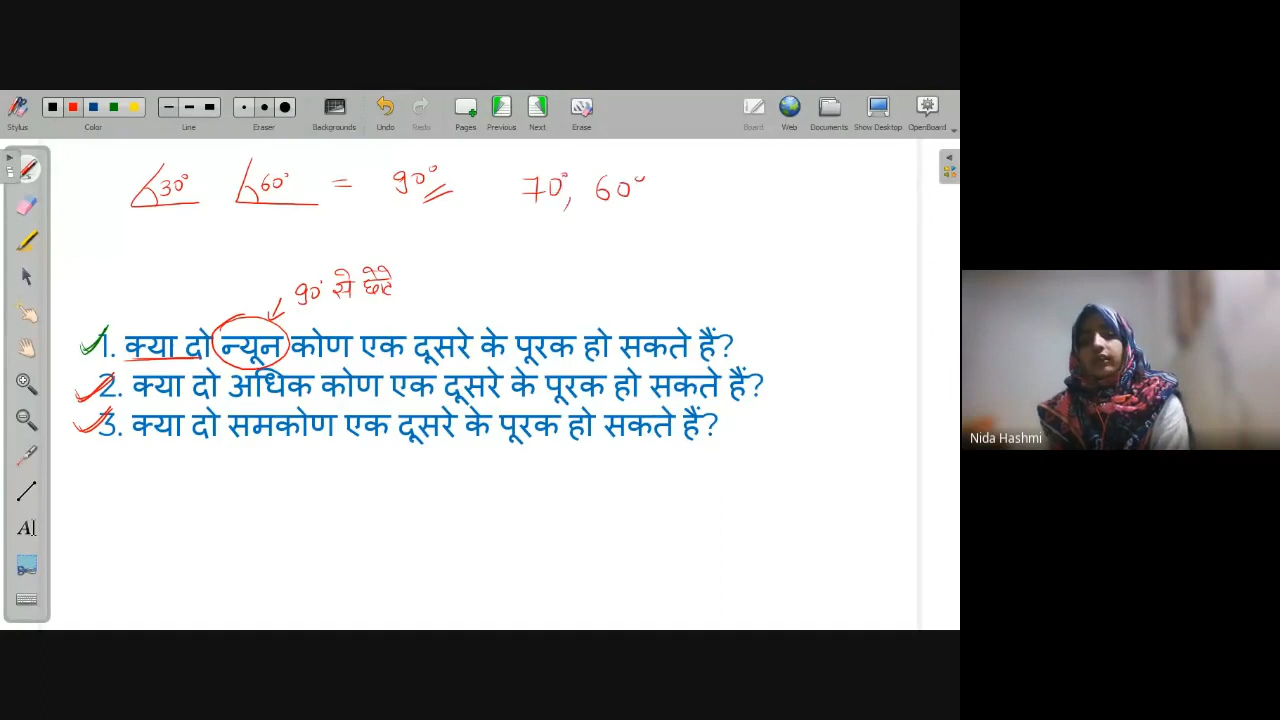 Stylus
Color
Line
Eraser
Backgrounds
Undo
Redo
Pages
Previous
Next
Erase
Board
Web
Documents
Show Desktop
OpenBoard
30° 60° = 90° 70°, 60°
90° से छोटे
1. क्या दो न्यून कोण एक दूसरे के पूरक हो सकते हैं?
2. क्या दो अधिक कोण एक दूसरे के पूरक हो सकते हैं?
3. क्या दो समकोण एक दूसरे के पूरक हो सकते हैं?
AI
Nida Hashmi